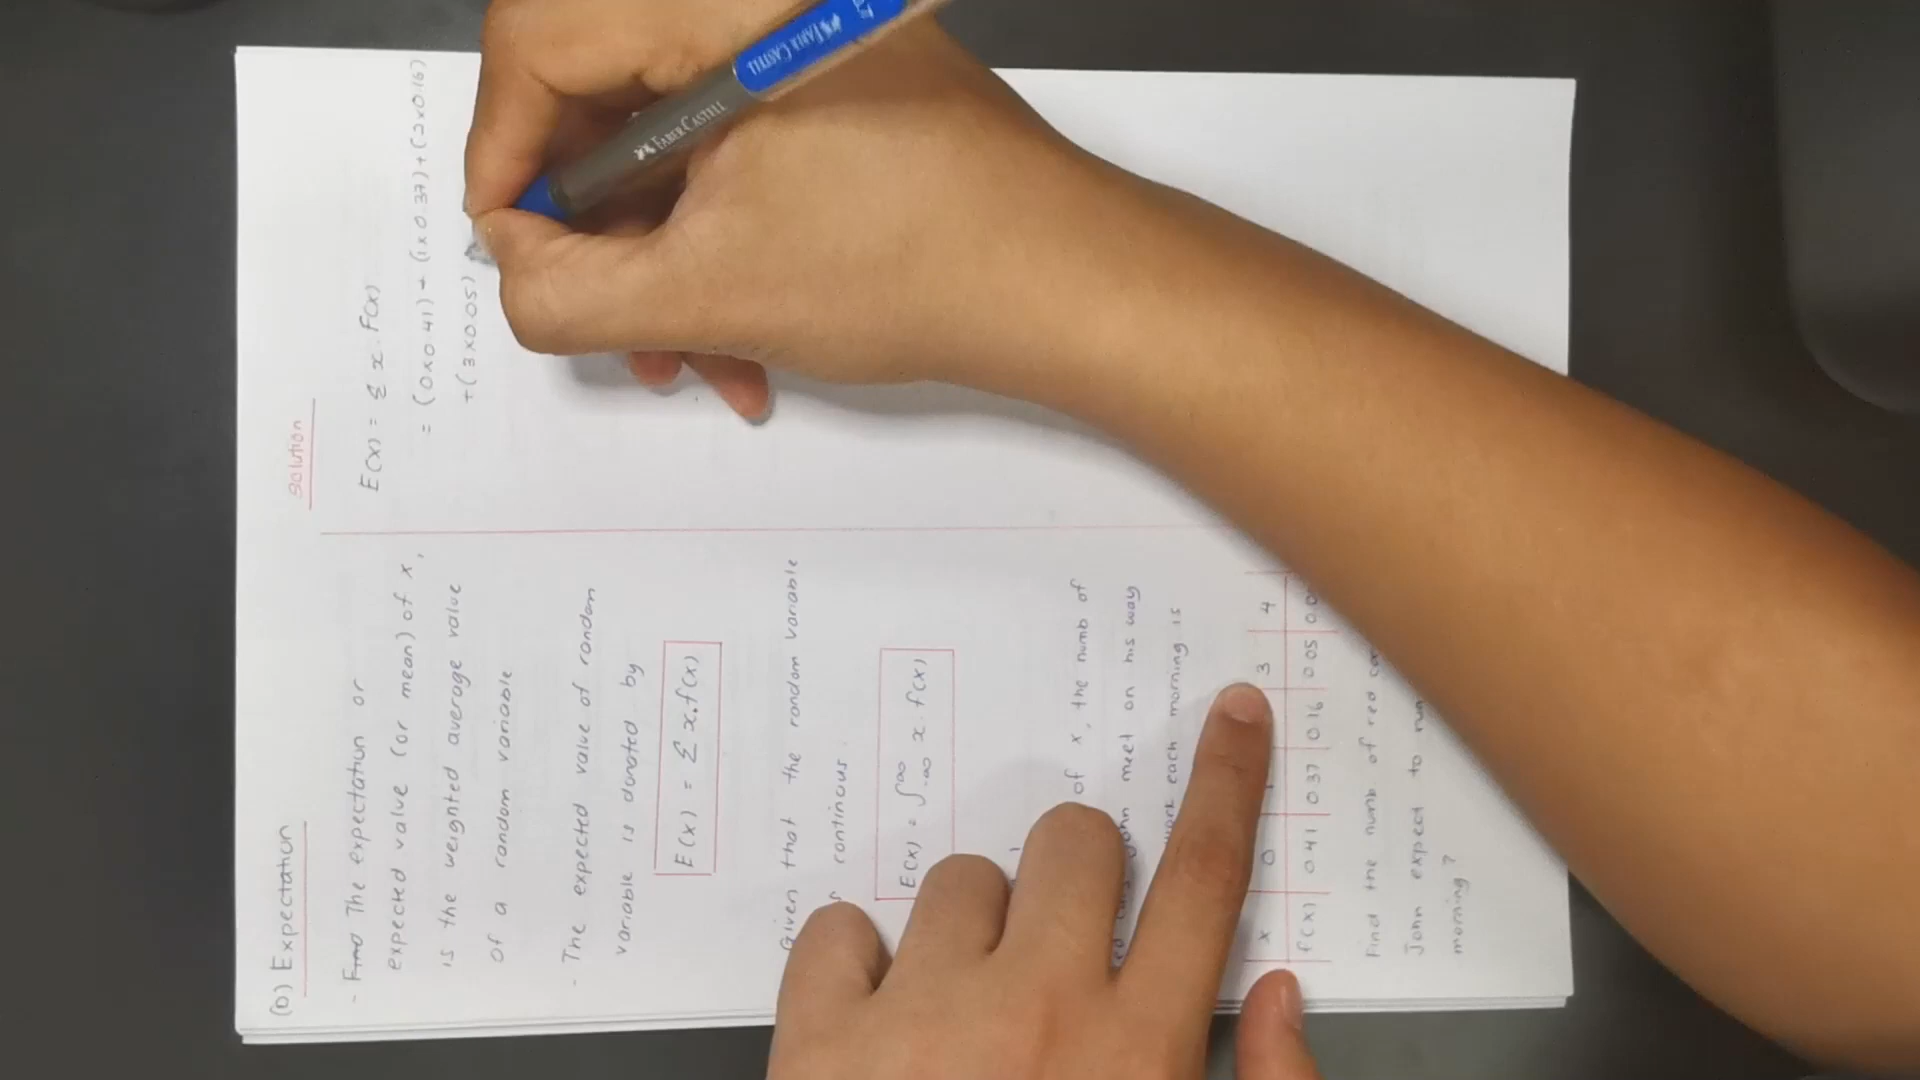 (D) Expectation
- Find The expectation or
expected value (or mean) of x,
is the weighted average value
of a random variable
- The expected value of random
variable is donated by
E(x) = Σ x.f(x)
Given that the random variable
continous.
E(x) = ∫∞ -∞ x.f(x)
of x, the numb of
meet on his way
each morning is
x 0 3 4
f(x) 0.41 0.37 0.16 0.05
Find the numb of red
John expect to
morning?
Solution
E(x) = Σ x.F(x)
= (0x0.41) + (1x0.37) + (2x0.16)
+ (3x0.05)
FABER CASTELL
FABER CASTELL